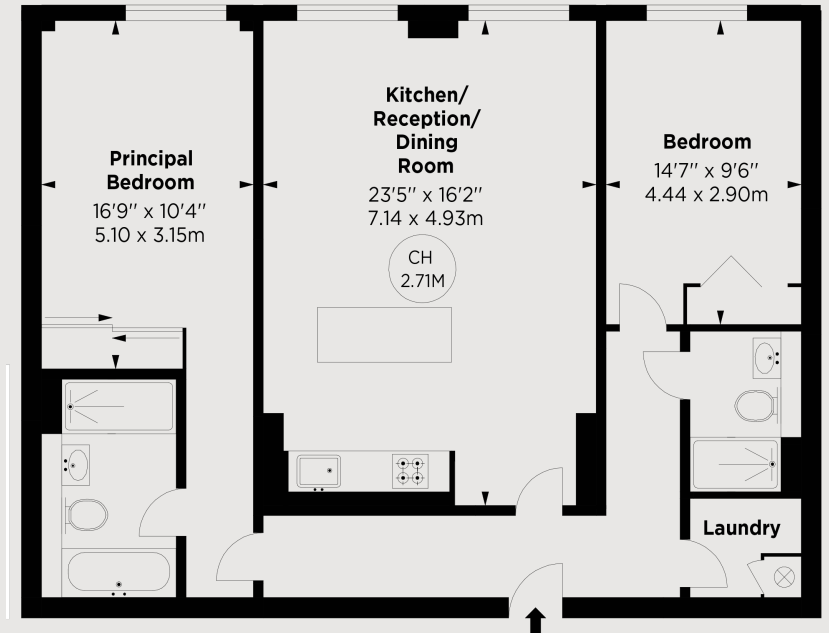 Principal
Bedroom
16'9'' x 10'4''
5.10 x 3.15m
Kitchen/
Reception/
Dining
Room
23'5'' x 16'2''
7.14 x 4.93m
CH
2.71M
Bedroom
14'7'' x 9'6''
4.44 x 2.90m
Laundry